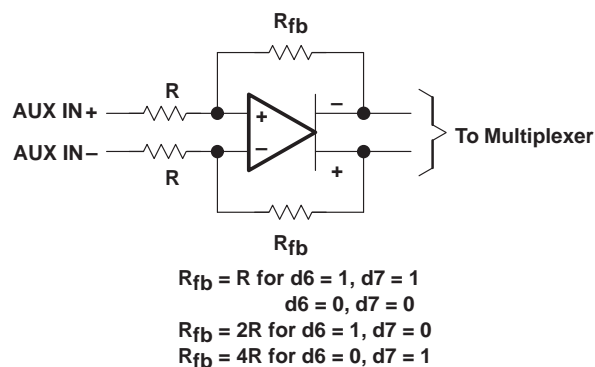 Rfb
R
AUX IN+
+
–
AUX IN–
–
To Multiplexer
R
+
Rfb
Rfb = R for d6 = 1, d7 = 1
d6 = 0, d7 = 0
Rfb = 2R for d6 = 1, d7 = 0
Rfb = 4R for d6 = 0, d7 = 1